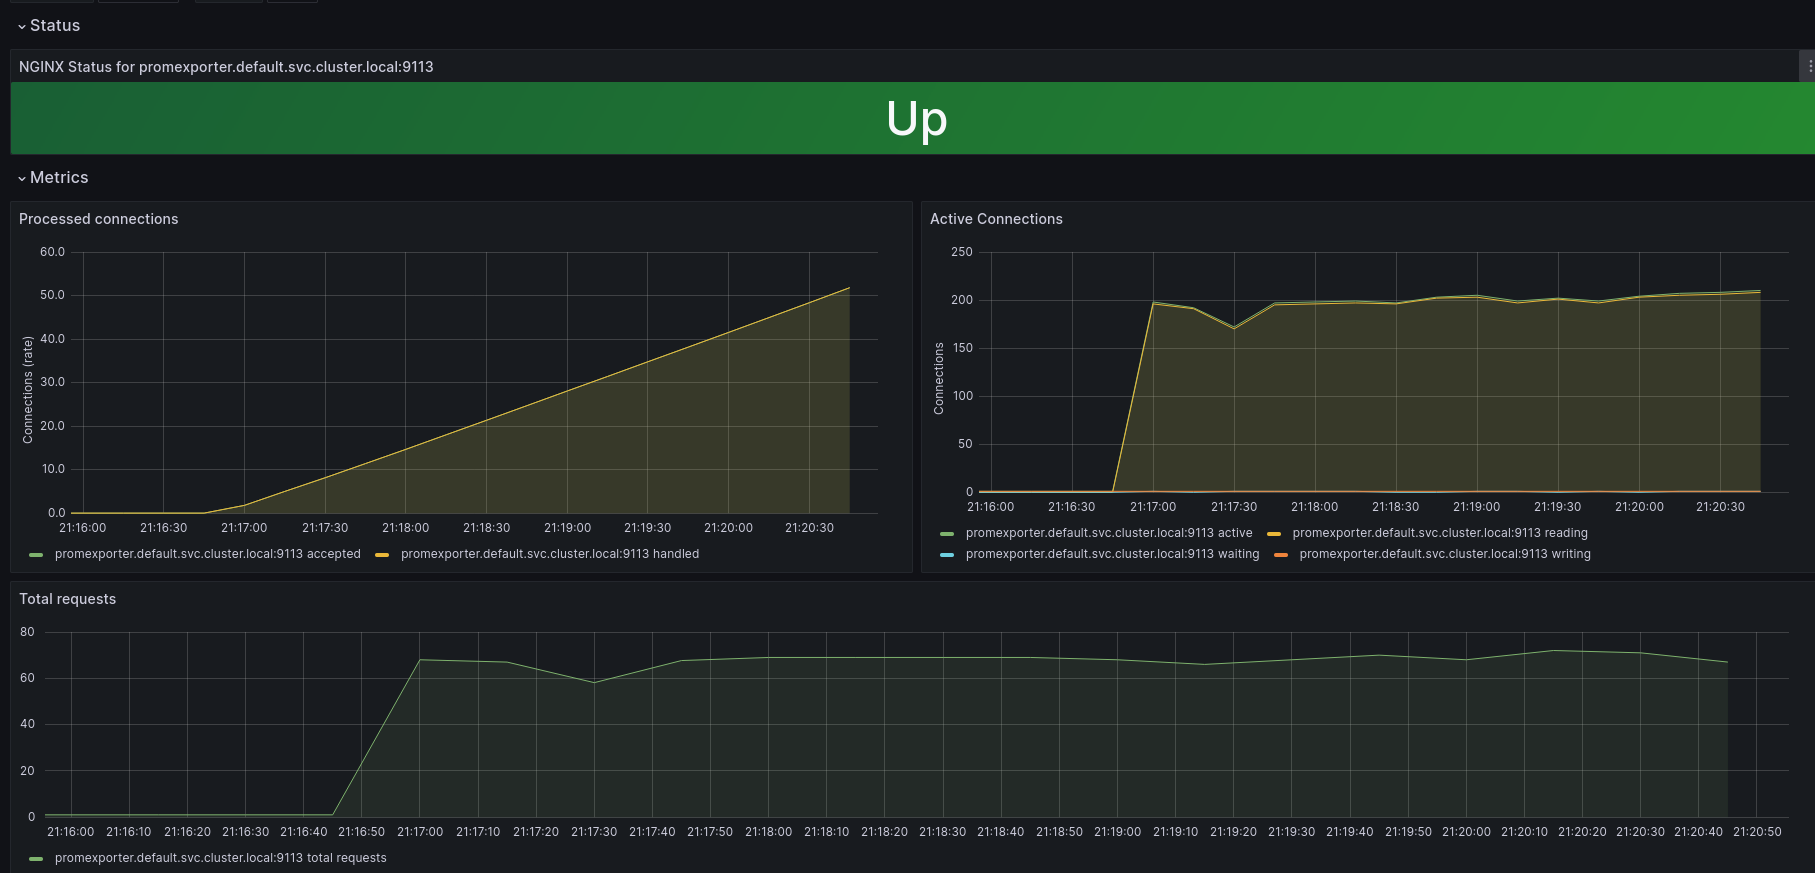 Status
NGINX Status for promexporter.default.svc.cluster.local:9113
Up
Metrics
Processed connections
60.0
50.0
40.0
30.0
20.0
10.0
0.0
Connections (rate)
21:16:00 21:16:30 21:17:00 21:17:30 21:18:00 21:18:30 21:19:00 21:19:30 21:20:00 21:20:30
promexporter.default.svc.cluster.local:9113 accepted promexporter.default.svc.cluster.local:9113 handled
Active Connections
250
200
150
100
50
0
Connections
21:16:00 21:16:30 21:17:00 21:17:30 21:18:00 21:18:30 21:19:00 21:19:30 21:20:00 21:20:30
promexporter.default.svc.cluster.local:9113 active promexporter.default.svc.cluster.local:9113 reading
promexporter.default.svc.cluster.local:9113 waiting promexporter.default.svc.cluster.local:9113 writing
Total requests
80
60
40
20
0
21:16:00 21:16:10 21:16:20 21:16:30 21:16:40 21:16:50 21:17:00 21:17:10 21:17:20 21:17:30 21:17:40 21:17:50 21:18:00 21:18:10 21:18:20 21:18:30 21:18:40 21:18:50 21:19:00 21:19:10 21:19:20 21:19:30 21:19:40 21:19:50 21:20:00 21:20:10 21:20:20 21:20:30 21:20:40 21:20:50
promexporter.default.svc.cluster.local:9113 total requests